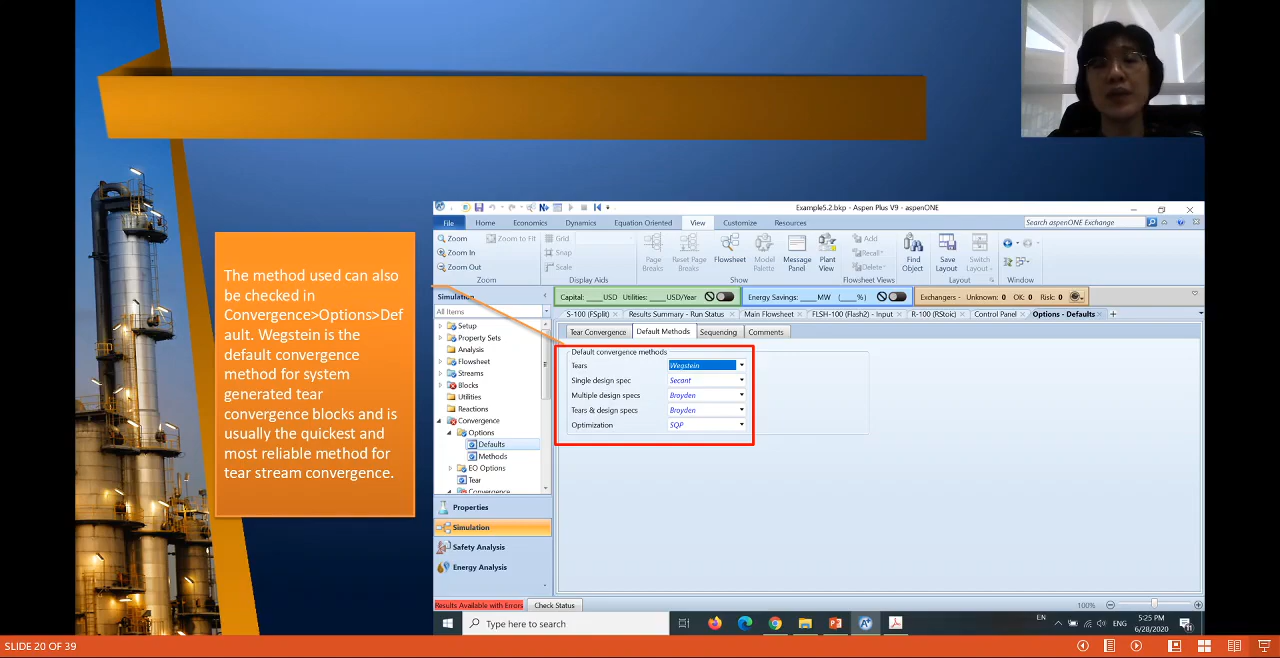 The method used can also
be checked in
Convergence>Options>Def
ault. Wegstein is the
default convergence
method for system
generated tear
convergence blocks and is
usually the quickest and
most reliable method for
tear stream convergence.
Example5.2.bkp - Aspen Plus V9 - aspenONE
File Home Economics Dynamics Equation Oriented View Customize Resources
Search aspenONE Exchange
Zoom Zoom to Fit
Zoom In
Zoom Out
Zoom
Grid
Snap
Scale
Display Aids
Page Breaks
Reset Page Breaks
Flowsheet
Model Palette
Message Panel
Plant View
Show
Add
Recall
Delete
Flowsheet Views
Find Object
Save Layout
Switch Layout
Layout
Window
Simulation
Capital: ____USD Utilities: ____USD/Year
Energy Savings: ____MW (____%)
Exchangers - Unknown: 0 OK: 0 Risk: 0
All Items
S-100 (FSplit) Results Summary - Run Status Main Flowsheet FLSH-100 (Flash2) - Input R-100 (RStoic) Control Panel Options - Defaults
Setup
Property Sets
Analysis
Flowsheet
Streams
Blocks
Utilities
Reactions
Convergence
Options
Defaults
Methods
EO Options
Tear
Convergence
Properties
Simulation
Safety Analysis
Energy Analysis
Tear Convergence Default Methods Sequencing Comments
Default convergence methods
Tears Wegstein
Single design spec Secant
Multiple design specs Broyden
Tears & design specs Broyden
Optimization SQP
Results Available with Errors Check Status
100%
Type here to search
EN
ENG
5:25 PM
6/28/2020
SLIDE 20 OF 39